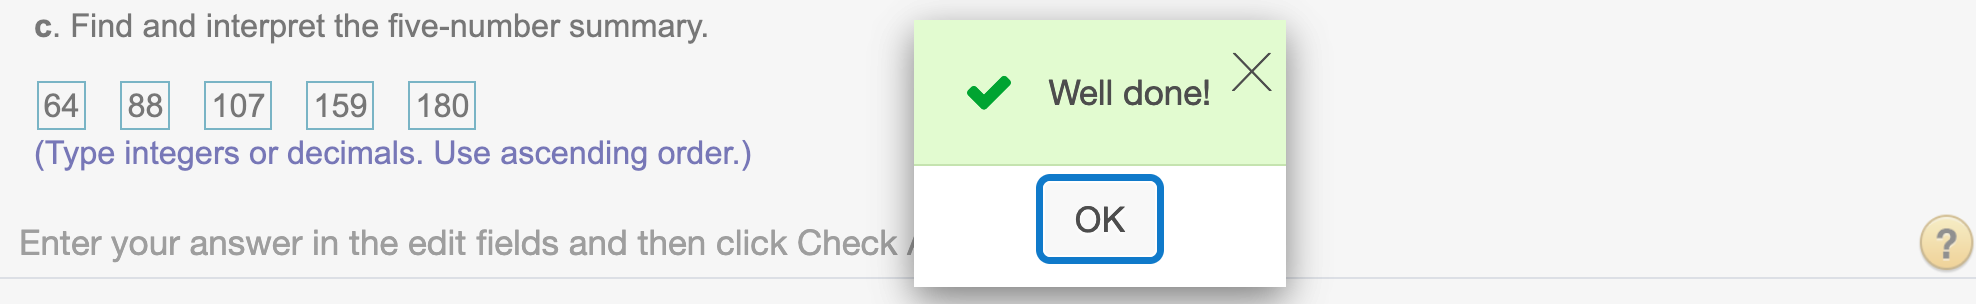 c. Find and interpret the five-number summary.
64 88 107 159 180
(Type integers or decimals. Use ascending order.)
Well done!
OK
Enter your answer in the edit fields and then click Check
?